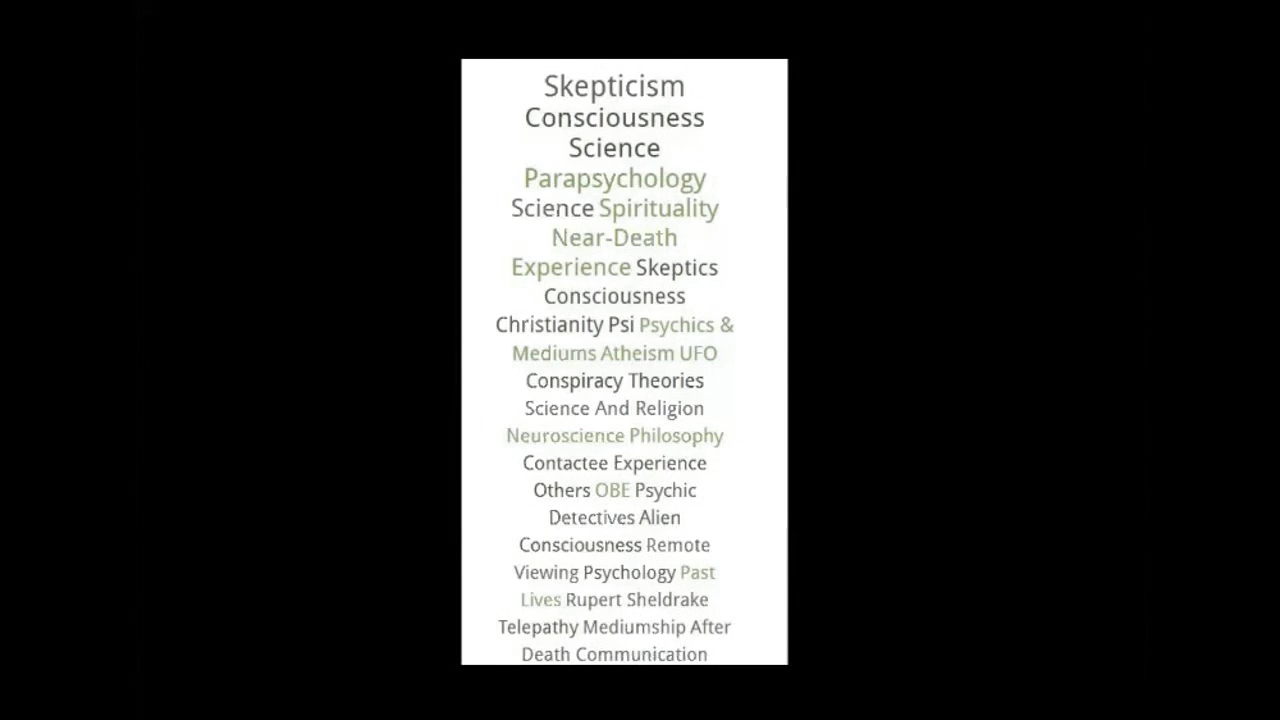 Skepticism
Consciousness
Science
Parapsychology
Science Spirituality
Near-Death
Experience Skeptics
Consciousness
Christianity Psi Psychics &
Mediums Atheism UFO
Conspiracy Theories
Science And Religion
Neuroscience Philosophy
Contactee Experience
Others OBE Psychic
Detectives Alien
Consciousness Remote
Viewing Psychology Past
Lives Rupert Sheldrake
Telepathy Mediumship After
Death Communication